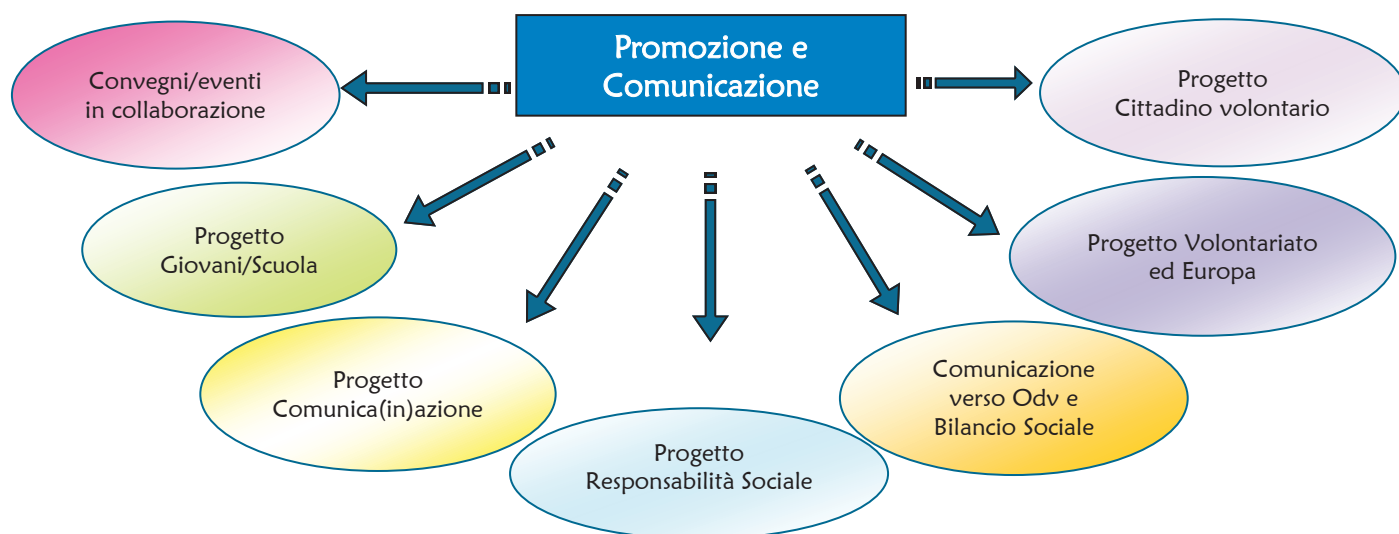 Promozione e
Comunicazione
Convegni/eventi
in collaborazione
Progetto
Cittadino volontario
Progetto
Giovani/Scuola
Progetto Volontariato
ed Europa
Progetto
Comunica(in)azione
Comunicazione
verso Odv e
Bilancio Sociale
Progetto
Responsabilità Sociale